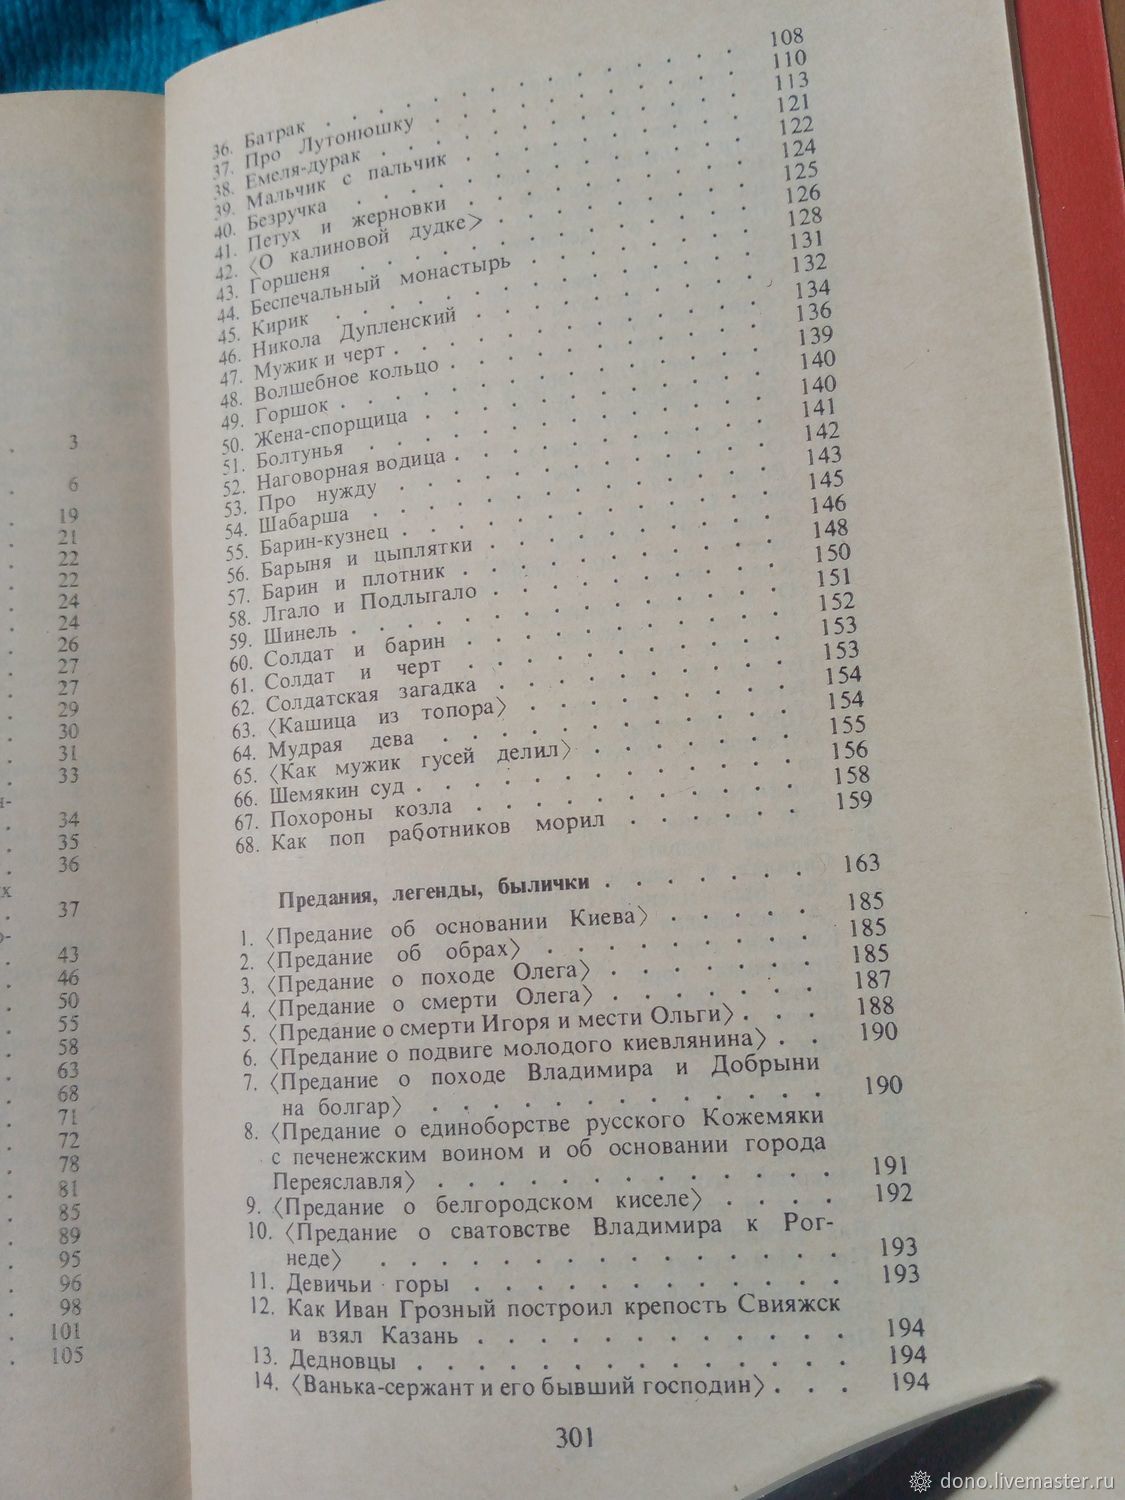 3
6
19
21
22
22
24
24
26
27
27
29
30
31
33
34
35
36
37
43
46
50
55
58
63
68
71
72
78
81
85
89
95
96
98
101
105
36. Батрак . . . . . . . . . . 108
37. Про Лутонюшку . . . . . . . . 110
38. Емеля-дурак . . . . . . . . . 113
39. Мальчик с пальчик . . . . . . . 121
40. Безручка . . . . . . . . . . 122
41. Петух и жерновки . . . . . . . 124
42. ⟨О калиновой дудке⟩ . . . . . . . 125
43. Горшеня . . . . . . . . . . 126
44. Беспечальный монастырь . . . . . . 128
45. Кирик . . . . . . . . . . . 131
46. Никола Дупленский . . . . . . . 132
47. Мужик и черт . . . . . . . . . 134
48. Волшебное кольцо . . . . . . . . 136
49. Горшок . . . . . . . . . . . 139
50. Жена-спорщица . . . . . . . . 140
51. Болтунья . . . . . . . . . . 140
52. Наговорная водица . . . . . . . . 141
53. Про нужду . . . . . . . . . . 142
54. Шабарша . . . . . . . . . . 143
55. Барин-кузнец . . . . . . . . . 145
56. Барыня и цыплятки . . . . . . . 146
57. Барин и плотник . . . . . . . . 148
58. Лгало и Подлыгало . . . . . . . 150
59. Шинель . . . . . . . . . . . 151
60. Солдат и барин . . . . . . . . 152
61. Солдат и черт . . . . . . . . 153
62. Солдатская загадка . . . . . . . 153
63. ⟨Кашица из топора⟩ . . . . . . . 154
64. Мудрая дева . . . . . . . . . 154
65. ⟨Как мужик гусей делил⟩ . . . . . . 155
66. Шемякин суд . . . . . . . . . 156
67. Похороны козла . . . . . . . . 158
68. Как поп работников морил . . . . . . 159
Предания, легенды, былички . . . . . . . 163
1. ⟨Предание об основании Киева⟩ . . . . . 185
2. ⟨Предание об обрах⟩ . . . . . . . . 185
3. ⟨Предание о походе Олега⟩ . . . . . . 185
4. ⟨Предание о смерти Олега⟩ . . . . . . 187
5. ⟨Предание о смерти Игоря и мести Ольги⟩ . . . 188
6. ⟨Предание о подвиге молодого киевлянина⟩ . . 190
7. ⟨Предание о походе Владимира и Добрыни
на болгар⟩ . . . . . . . . . . . . 190
8. ⟨Предание о единоборстве русского Кожемяки
с печенежским воином и об основании города
Переяславля⟩ . . . . . . . . . . . 191
9. ⟨Предание о белгородском киселе⟩ . . . . 192
10. ⟨Предание о сватовстве Владимира к Рог-
неде⟩ . . . . . . . . . . . . . 193
11. Девичьи горы . . . . . . . . . . . 193
12. Как Иван Грозный построил крепость Свияжск
и взял Казань . . . . . . . . . . . 194
13. Дедновцы . . . . . . . . . . . . 194
14. ⟨Ванька-сержант и его бывший господин⟩ . . . 194
301
dono.livemaster.ru